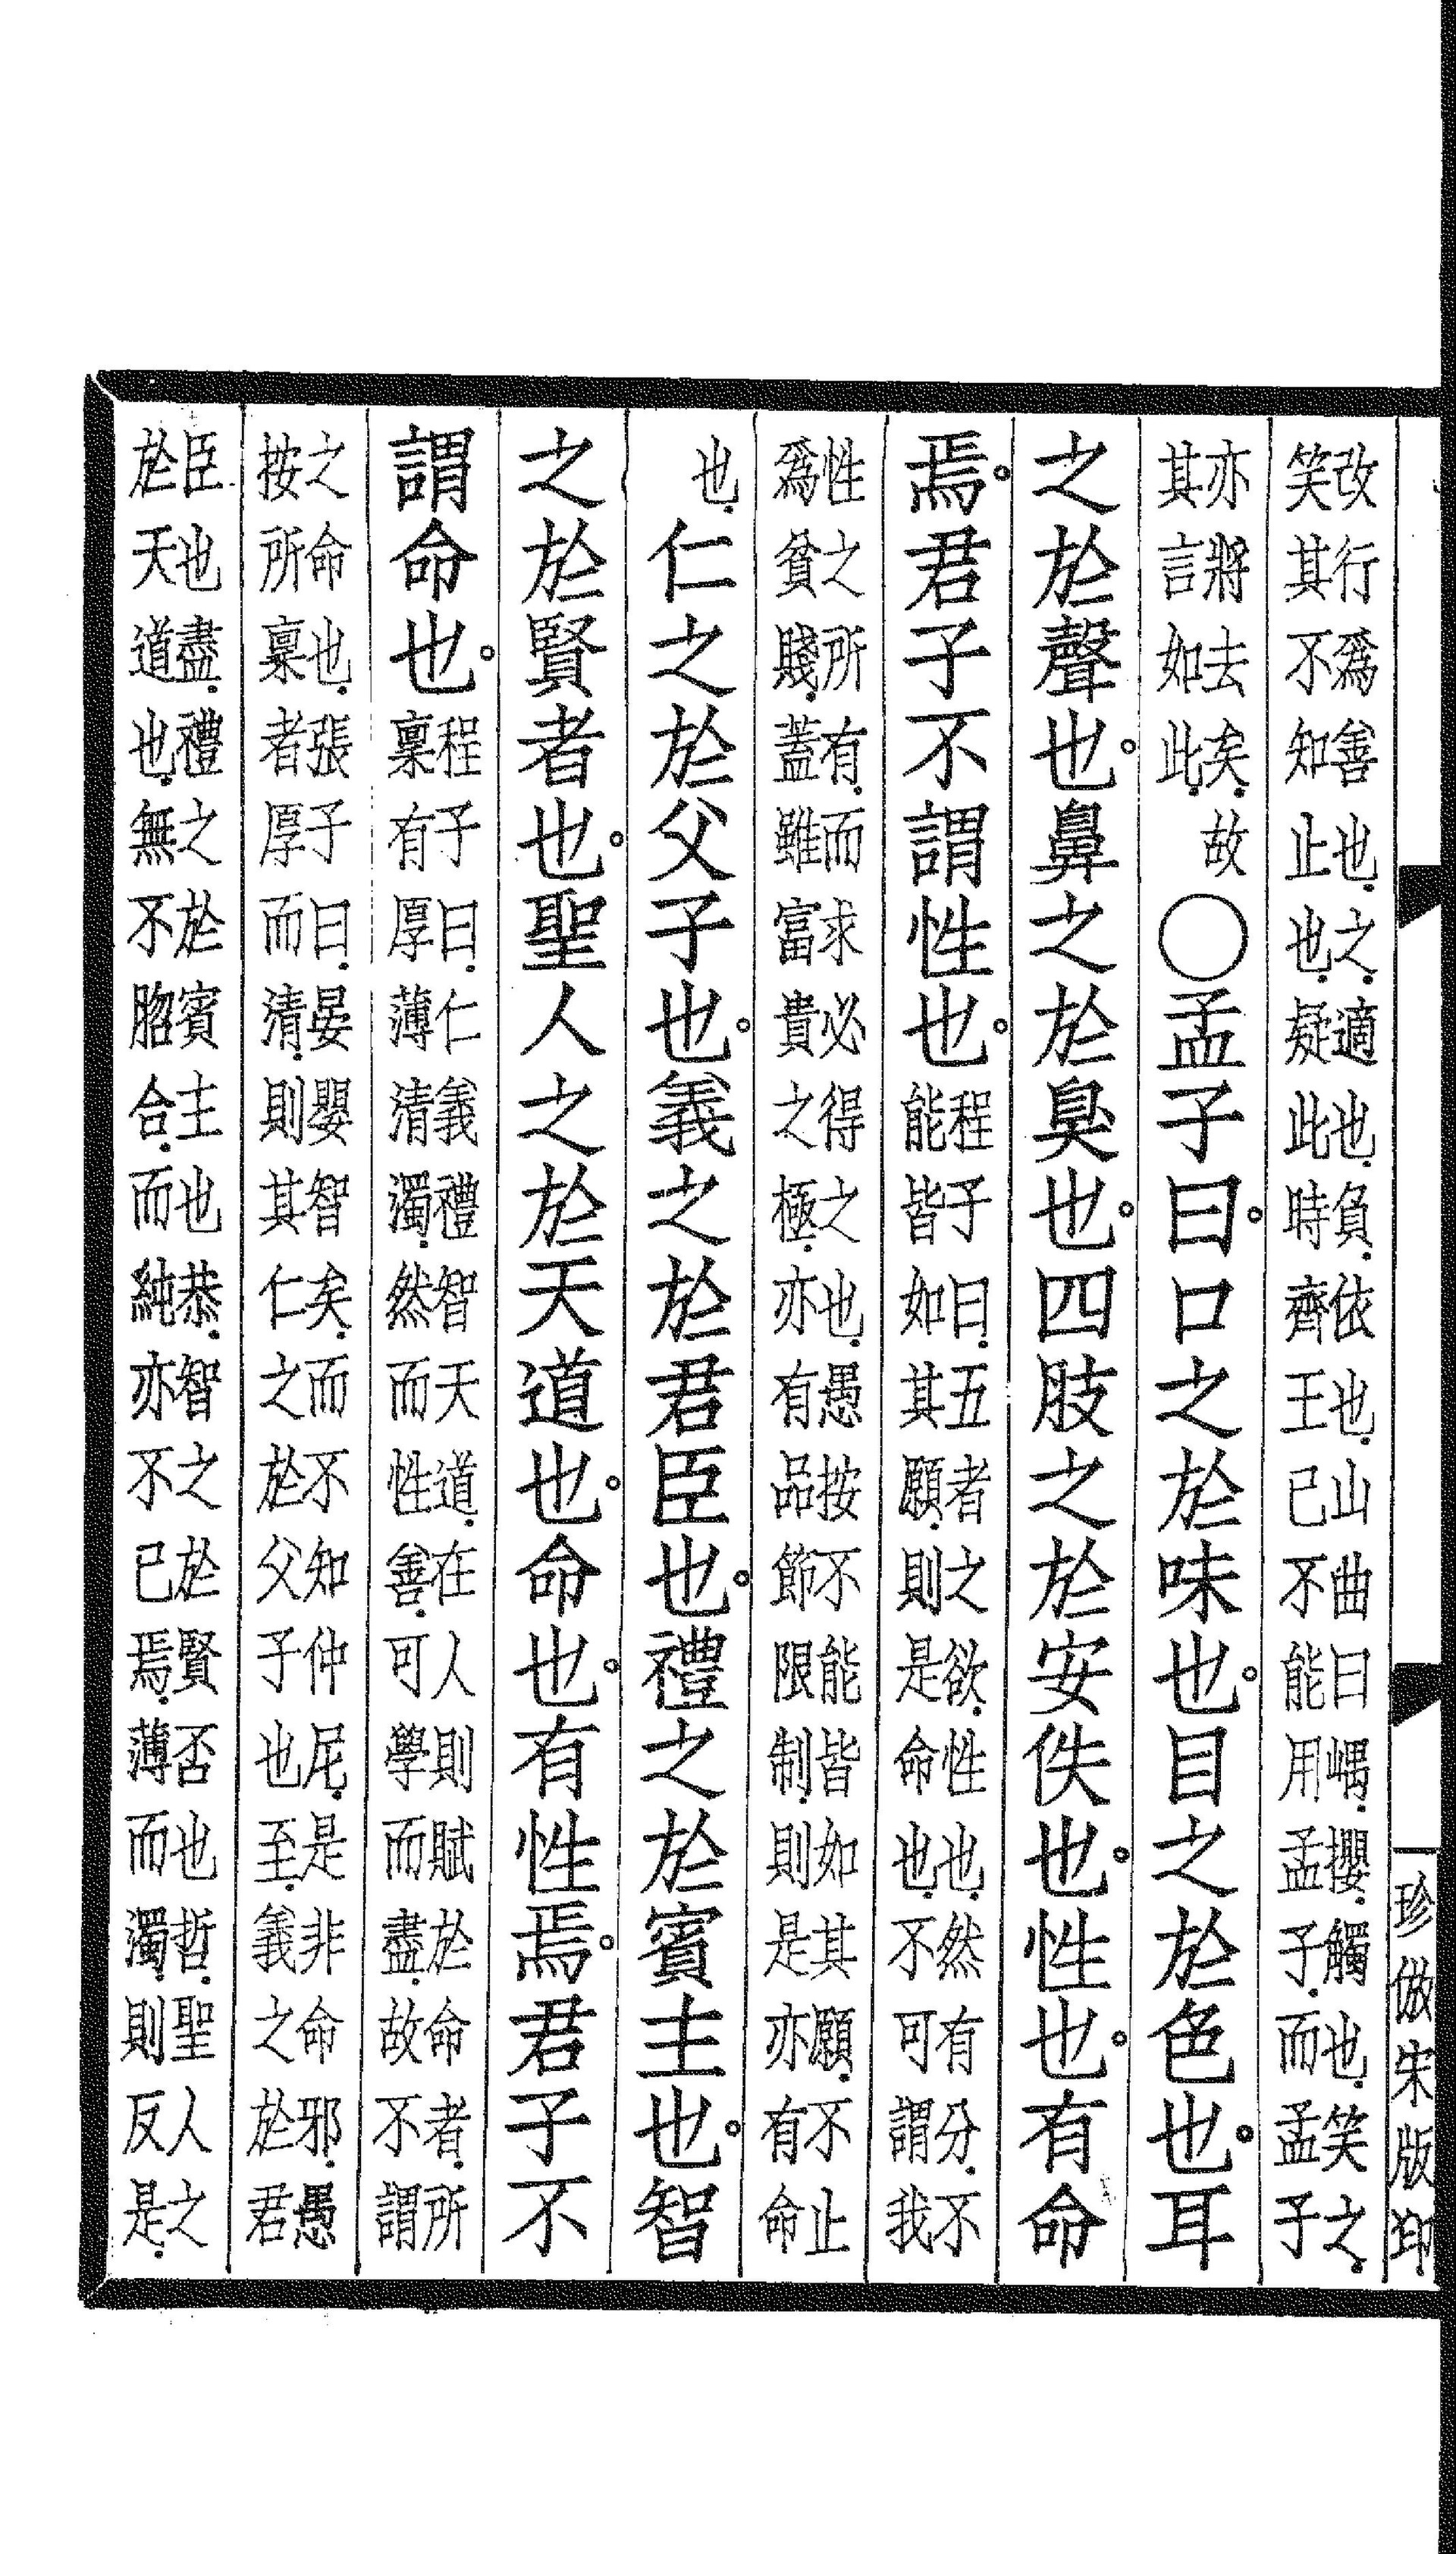 珍倣宋版印
改行爲善也、之、適也、負、依也、山曲曰嵎、攖、觸也、笑之、
笑其不知止也、疑此時齊王已不能用孟子、而孟子
亦將去矣、故
其言如此、
○孟子曰。口之於味也。目之於色也。耳
之於聲也。鼻之於臭也。四肢之於安佚也。性也。有命
焉。君子不謂性也。
程子曰、五者之欲、性也、然有分、不
能皆如其願、則是命也、不可謂我
性之所有、而求必得之也、愚按不能皆如其願、不止
爲貧賤、蓋雖富貴之極、亦有品節限制、則是亦有命
也、仁之於父子也。義之於君臣也。禮之於賓主也。智
之於賢者也。聖人之於天道也。命也。有性焉。君子不
謂命也。
程子曰、仁義禮智天道、在人則賦於命者、所
稟有厚薄清濁、然而性善、可學而盡、故不謂
之命也、張子曰、晏嬰智矣、而不知仲尼、是非命邪、愚
按所稟者厚而清、則其仁之於父子也至、義之於君
臣也盡、禮之於賓主也恭、智之於賢否也哲、聖人之
於天道也、無不脗合、而純亦不已焉、薄而濁、則反是、